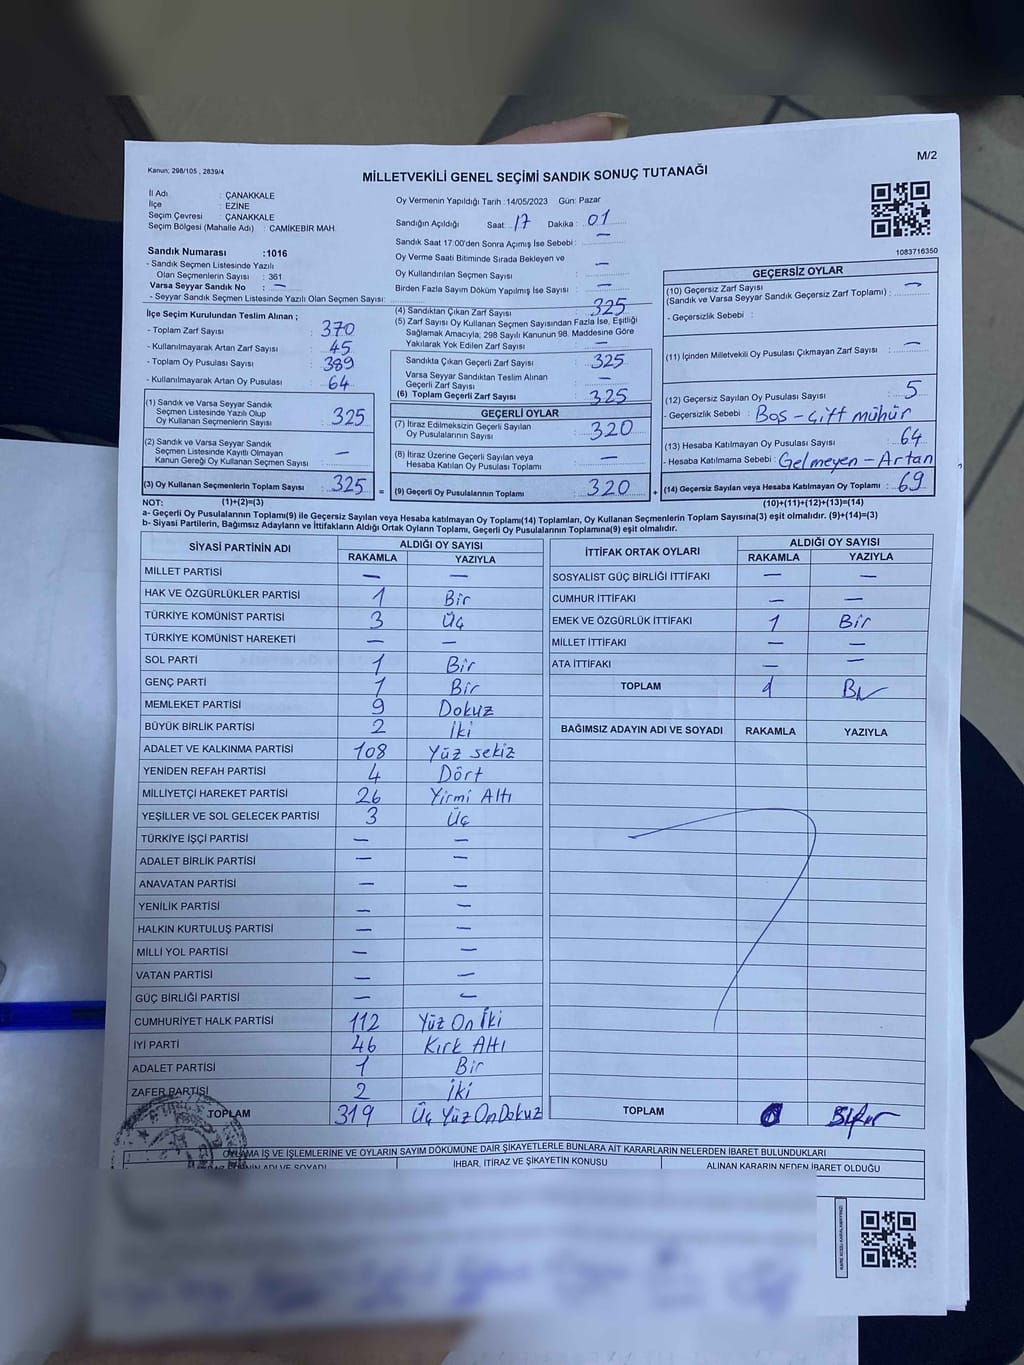 Kanun; 298/105 , 2839/4
M/2
MİLLETVEKİLİ GENEL SEÇİMİ SANDIK SONUÇ TUTANAĞI
İl Adı : ÇANAKKALE
İlçe : EZİNE
Seçim Çevresi : ÇANAKKALE
Seçim Bölgesi (Mahalle Adı) : CAMİKEBİR MAH.
Oy Vermenin Yapıldığı Tarih : 14/05/2023 Gün: Pazar
Sandığın Açıldığı Saat : 17 Dakika : 01
Sandık Saat 17:00'den Sonra Açımış İse Sebebi : —
Oy Verme Saati Bitiminde Sırada Bekleyen ve
Oy Kullandırılan Seçmen Sayısı : —
Birden Fazla Sayım Döküm Yapılmış İse Sayısı : —
1083716350
Sandık Numarası :1016
- Sandık Seçmen Listesinde Yazılı
Olan Seçmenlerin Sayısı : 361
Varsa Seyyar Sandık No : —
- Seyyar Sandık Seçmen Listesinde Yazılı Olan Seçmen Sayısı:
İlçe Seçim Kurulundan Teslim Alınan ;
- Toplam Zarf Sayısı : 370
- Kullanılmayarak Artan Zarf Sayısı : 45
- Toplam Oy Pusulası Sayısı : 389
- Kullanılmayarak Artan Oy Pusulası : 64
(1) Sandık ve Varsa Seyyar Sandık
Seçmen Listesinde Yazılı Olup
Oy Kullanan Seçmenlerin Sayısı : 325
(2) Sandık ve Varsa Seyyar Sandık
Seçmen Listesinde Kayıtlı Olmayan
Kanun Gereği Oy Kullanan Seçmen Sayısı : —
(3) Oy Kullanan Seçmenlerin Toplam Sayısı : 325 =
(4) Sandıktan Çıkan Zarf Sayısı : 325
(5) Zarf Sayısı Oy Kullanan Seçmen Sayısından Fazla İse, Eşitliği
Sağlamak Amacıyla; 298 Sayılı Kanunun 98. Maddesine Göre
Yakılarak Yok Edilen Zarf Sayısı : —
Sandıkta Çıkan Geçerli Zarf Sayısı : 325
Varsa Seyyar Sandıktan Teslim Alınan
Geçerli Zarf Sayısı : —
(6) Toplam Geçerli Zarf Sayısı : 325
GEÇERLİ OYLAR
(7) İtiraz Edilmeksizin Geçerli Sayılan
Oy Pusulalarının Sayısı : 320
(8) İtiraz Üzerine Geçerli Sayılan veya
Hesaba Katılan Oy Pusulası Toplamı : —
(9) Geçerli Oy Pusulalarının Toplamı : 320 +
GEÇERSİZ OYLAR
(10) Geçersiz Zarf Sayısı
(Sandık ve Varsa Seyyar Sandık Geçersiz Zarf Toplamı) : —
- Geçersizlik Sebebi :
(11) İçinden Milletvekili Oy Pusulası Çıkmayan Zarf Sayısı : —
(12) Geçersiz Sayılan Oy Pusulası Sayısı : 5
- Geçersizlik Sebebi : Boş - Çift mühür
(13) Hesaba Katılmayan Oy Pusulası Sayısı : 64
- Hesaba Katılmama Sebebi : Gelmeyen - Artan
(14) Geçersiz Sayılan veya Hesaba Katılmayan Oy Toplamı : 69
NOT: (1)+(2)=(3) (10)+(11)+(12)+(13)=(14)
a- Geçerli Oy Pusulalarının Toplamı(9) ile Geçersiz Sayılan veya Hesaba katılmayan Oy Toplamı(14) Toplamları, Oy Kullanan Seçmenlerin Toplam Sayısına(3) eşit olmalıdır. (9)+(14)=(3)
b- Siyasi Partilerin, Bağımsız Adayların ve İttifakların Aldığı Ortak Oyların Toplamı, Geçerli Oy Pusulalarının Toplamına(9) eşit olmalıdır.
SİYASİ PARTİNİN ADI ALDIĞI OY SAYISI
RAKAMLA YAZIYLA
MİLLET PARTİSİ — —
HAK VE ÖZGÜRLÜKLER PARTİSİ 1 Bir
TÜRKİYE KOMÜNİST PARTİSİ 3 Üç
TÜRKİYE KOMÜNİST HAREKETİ — —
SOL PARTİ 1 Bir
GENÇ PARTİ 1 Bir
MEMLEKET PARTİSİ 9 Dokuz
BÜYÜK BİRLİK PARTİSİ 2 İki
ADALET VE KALKINMA PARTİSİ 108 Yüz sekiz
YENİDEN REFAH PARTİSİ 4 Dört
MİLLİYETÇİ HAREKET PARTİSİ 26 Yirmi Altı
YEŞİLLER VE SOL GELECEK PARTİSİ 3 Üç
TÜRKİYE İŞÇİ PARTİSİ — —
ADALET BİRLİK PARTİSİ — —
ANAVATAN PARTİSİ — —
YENİLİK PARTİSİ — —
HALKIN KURTULUŞ PARTİSİ — —
MİLLİ YOL PARTİSİ — —
VATAN PARTİSİ — —
GÜÇ BİRLİĞİ PARTİSİ — —
CUMHURİYET HALK PARTİSİ 112 Yüz On İki
İYİ PARTİ 46 Kırk Altı
ADALET PARTİSİ 1 Bir
ZAFER PARTİSİ 2 İki
TOPLAM 319 Üç Yüz On Dokuz
İTTİFAK ORTAK OYLARI ALDIĞI OY SAYISI
RAKAMLA YAZIYLA
SOSYALİST GÜÇ BİRLİĞİ İTTİFAKI — —
CUMHUR İTTİFAKI — —
EMEK VE ÖZGÜRLÜK İTTİFAKI 1 Bir
MİLLET İTTİFAKI — —
ATA İTTİFAKI — —
TOPLAM 1 Bir
BAĞIMSIZ ADAYIN ADI VE SOYADI RAKAMLA YAZIYLA
TOPLAM 0 Sıfır
OYLAMA İŞ VE İŞLEMLERİNE VE OYLARIN SAYIM DÖKÜMÜNE DAİR ŞİKAYETLERLE BUNLARA AİT KARARLARIN NELERDEN İBARET BULUNDUKLARI
ADI VE SOYADI İHBAR, İTİRAZ VE ŞİKAYETİN KONUSU ALINAN KARARIN NEDEN İBARET OLDUĞU